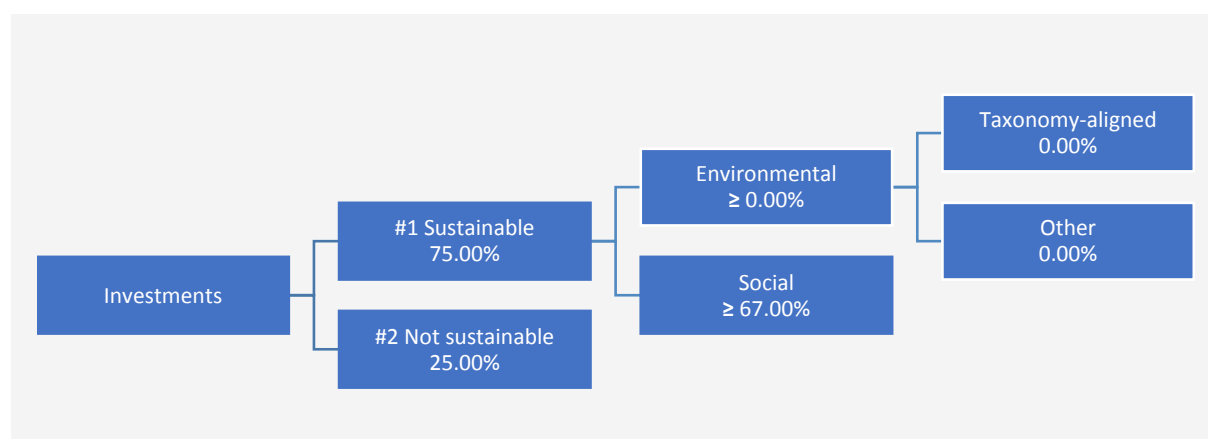 Investments
#1 Sustainable
75.00%
#2 Not sustainable
25.00%
Environmental
≥ 0.00%
Social
≥ 67.00%
Taxonomy-aligned
0.00%
Other
0.00%